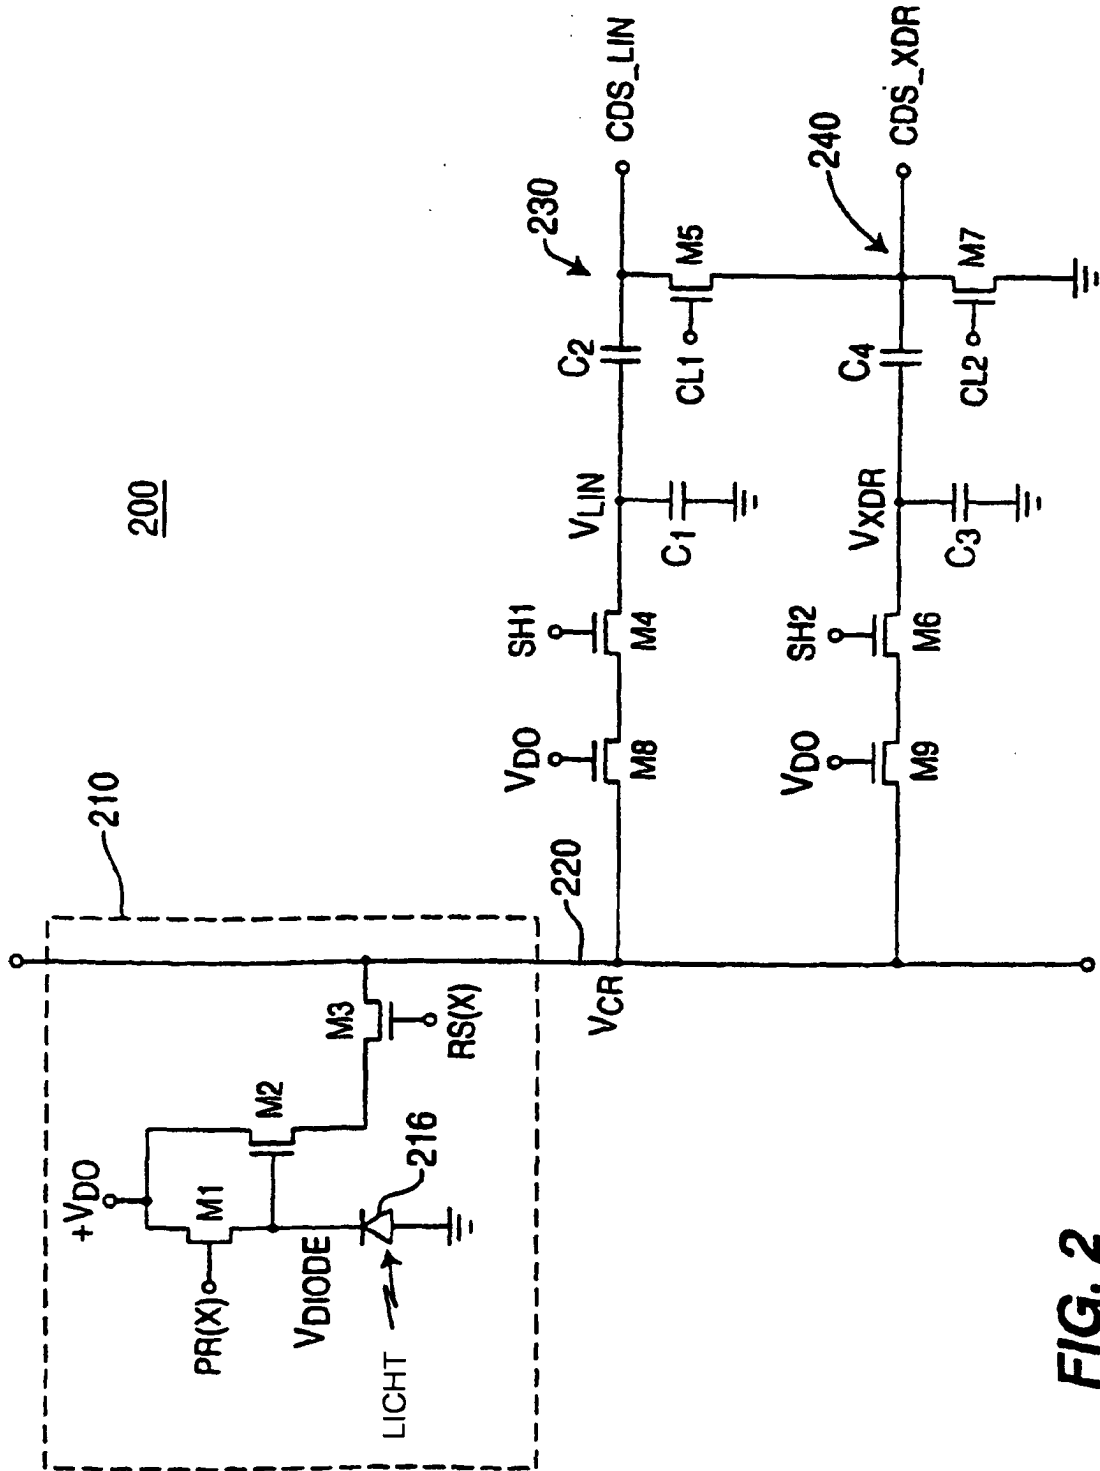 200
210
+VDO
PR(X)
M1
M2
M3
RS(X)
VDIODE
216
LICHT
220
VCR
VDO
M8
SH1
M4
VLIN
C1
C2
230
CDS_LIN
CL1
M5
VDO
M9
SH2
M6
VXDR
C3
C4
240
CDS_XDR
CL2
M7
FIG. 2